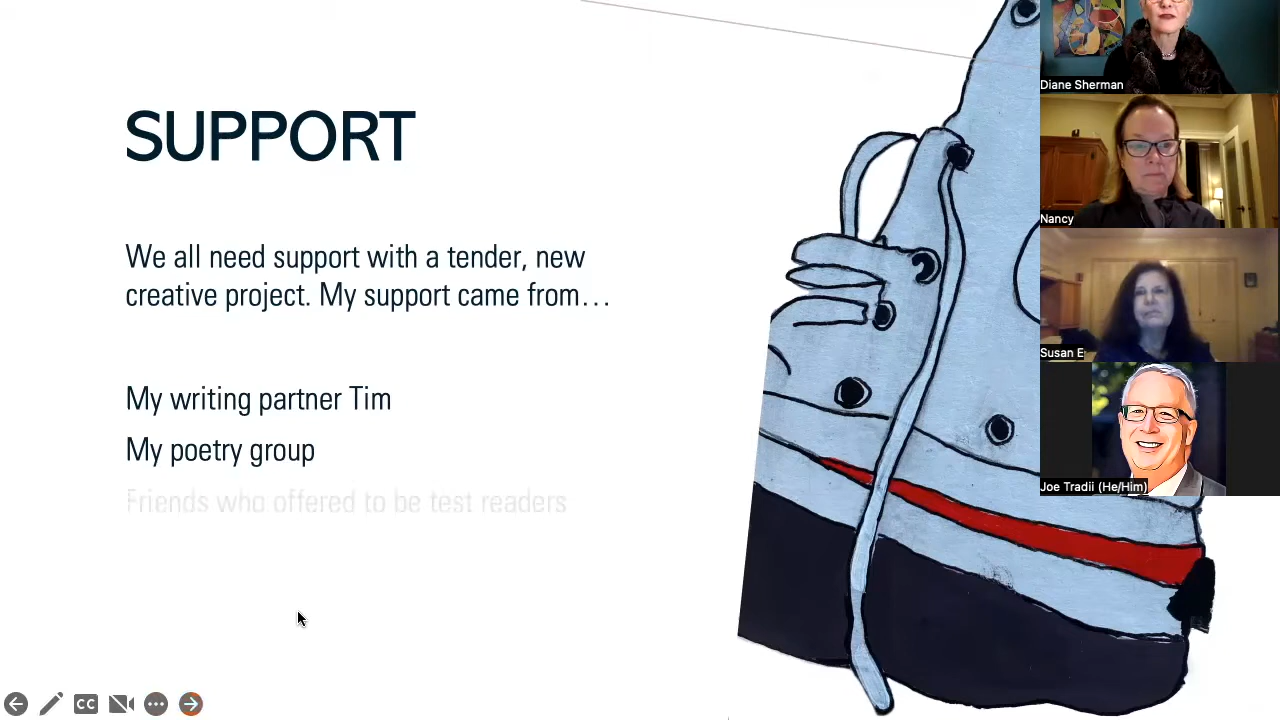 SUPPORT
We all need support with a tender, new
creative project. My support came from…
My writing partner Tim
My poetry group
Friends who offered to be test readers
Diane Sherman
Nancy
Susan E
Joe Tradii (He/Him)
CC